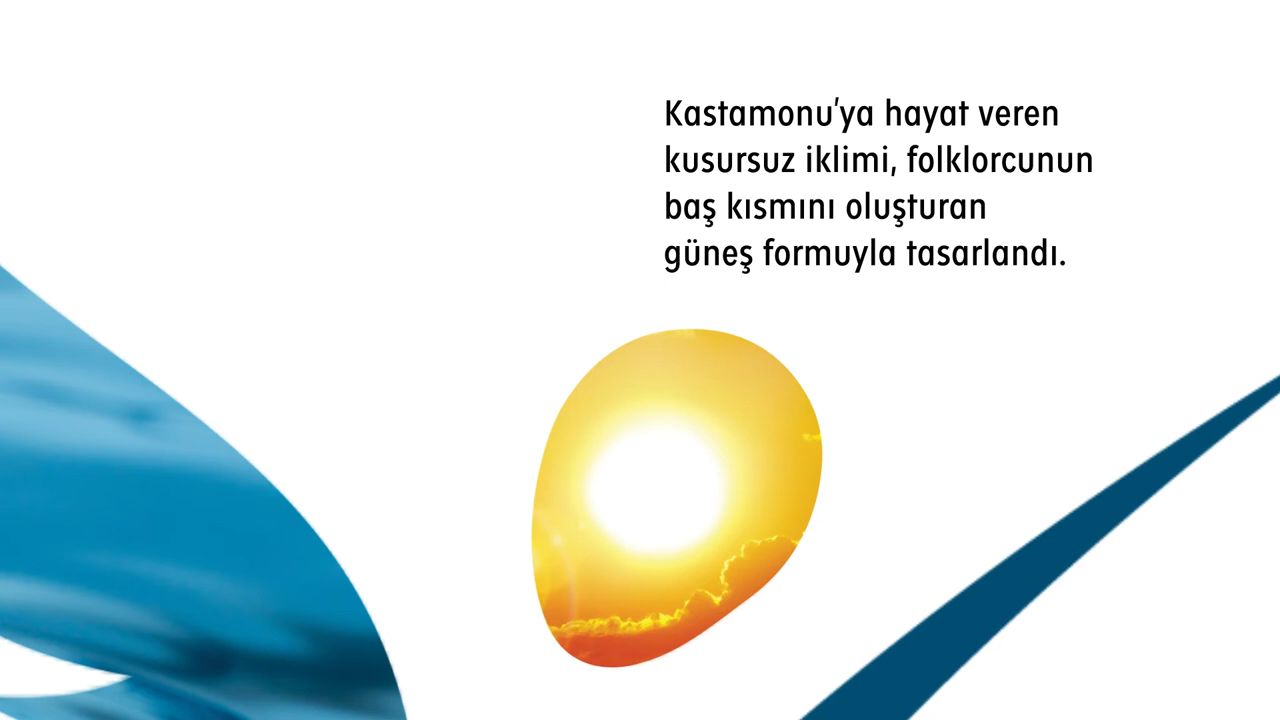 Kastamonu'ya hayat veren
kusursuz iklimi, folklorcunun
baş kısmını oluşturan
güneş formuyla tasarlandı.